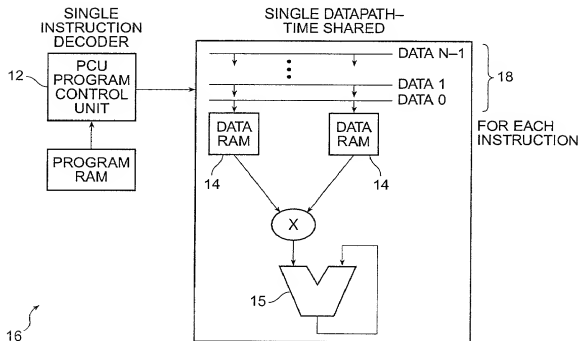 SINGLE
INSTRUCTION
DECODER
12
PCU
PROGRAM
CONTROL
UNIT
PROGRAM
RAM
SINGLE DATAPATH–
TIME SHARED
DATA N–1
DATA 1
DATA 0
18
FOR EACH
INSTRUCTION
DATA
RAM
DATA
RAM
14
14
X
15
16